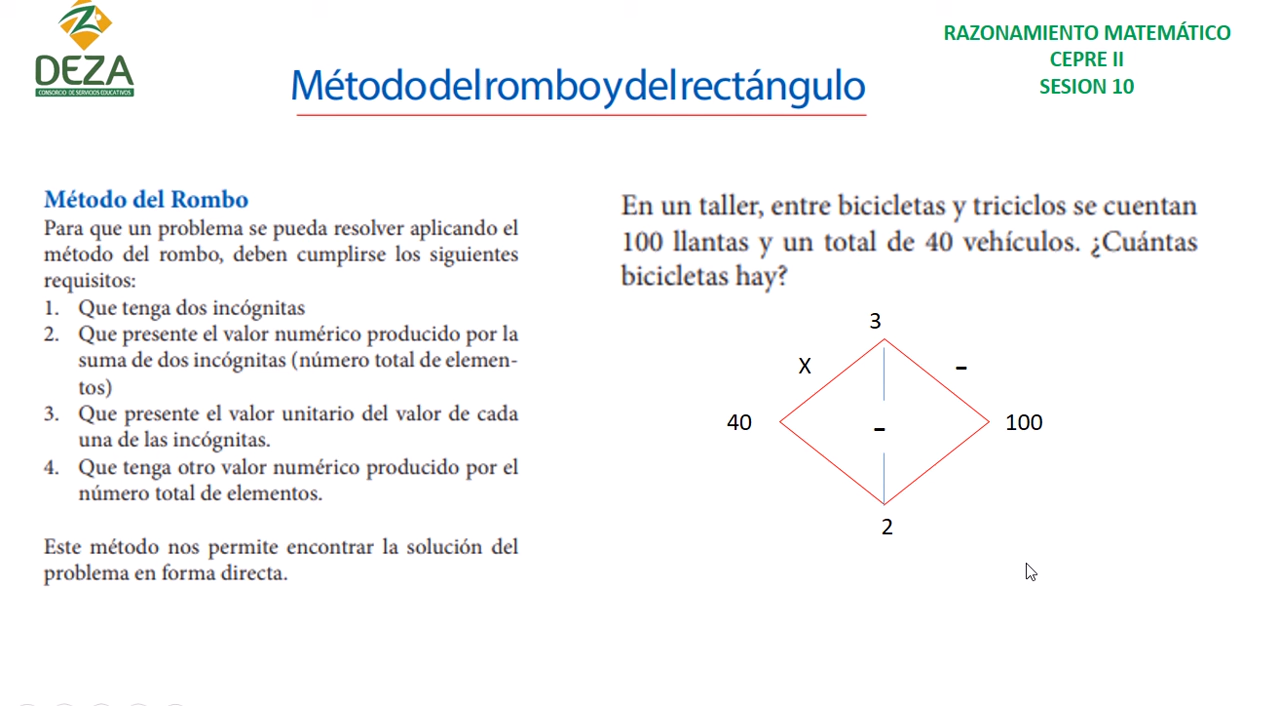 DEZA
CONSORCIO DE SERVICIOS EDUCATIVOS
RAZONAMIENTO MATEMÁTICO
CEPRE II
SESION 10
Métododelromboydelrectángulo
Método del Rombo
Para que un problema se pueda resolver aplicando el
método del rombo, deben cumplirse los siguientes
requisitos:
1. Que tenga dos incógnitas
2. Que presente el valor numérico producido por la
suma de dos incógnitas (número total de elemen-
tos)
3. Que presente el valor unitario del valor de cada
una de las incógnitas.
4. Que tenga otro valor numérico producido por el
número total de elementos.
Este método nos permite encontrar la solución del
problema en forma directa.
En un taller, entre bicicletas y triciclos se cuentan
100 llantas y un total de 40 vehículos. ¿Cuántas
bicicletas hay?
3
X -
40 - 100
2